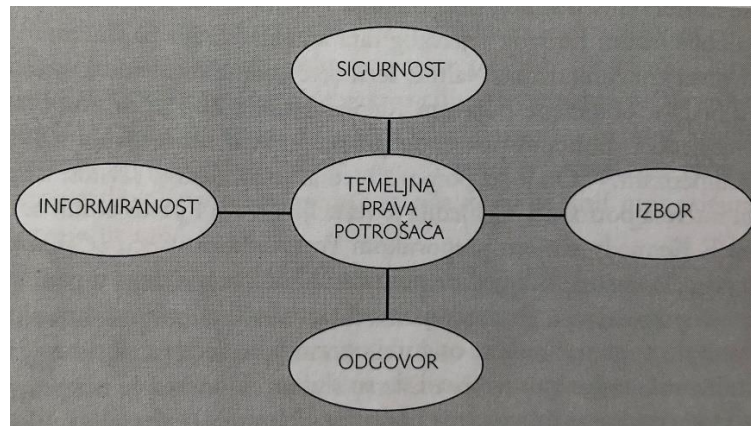 SIGURNOST
INFORMIRANOST
TEMELJNA
PRAVA
POTROŠAČA
IZBOR
ODGOVOR